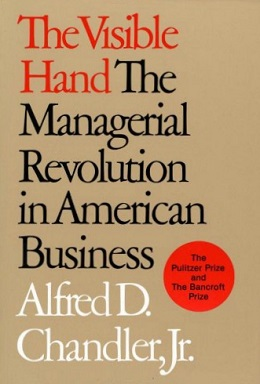 The Visible
Hand The
Managerial
Revolution
in American
Business
The
Pulitzer Prize
and
The Bancroft
Prize
Alfred D.
Chandler, Jr.